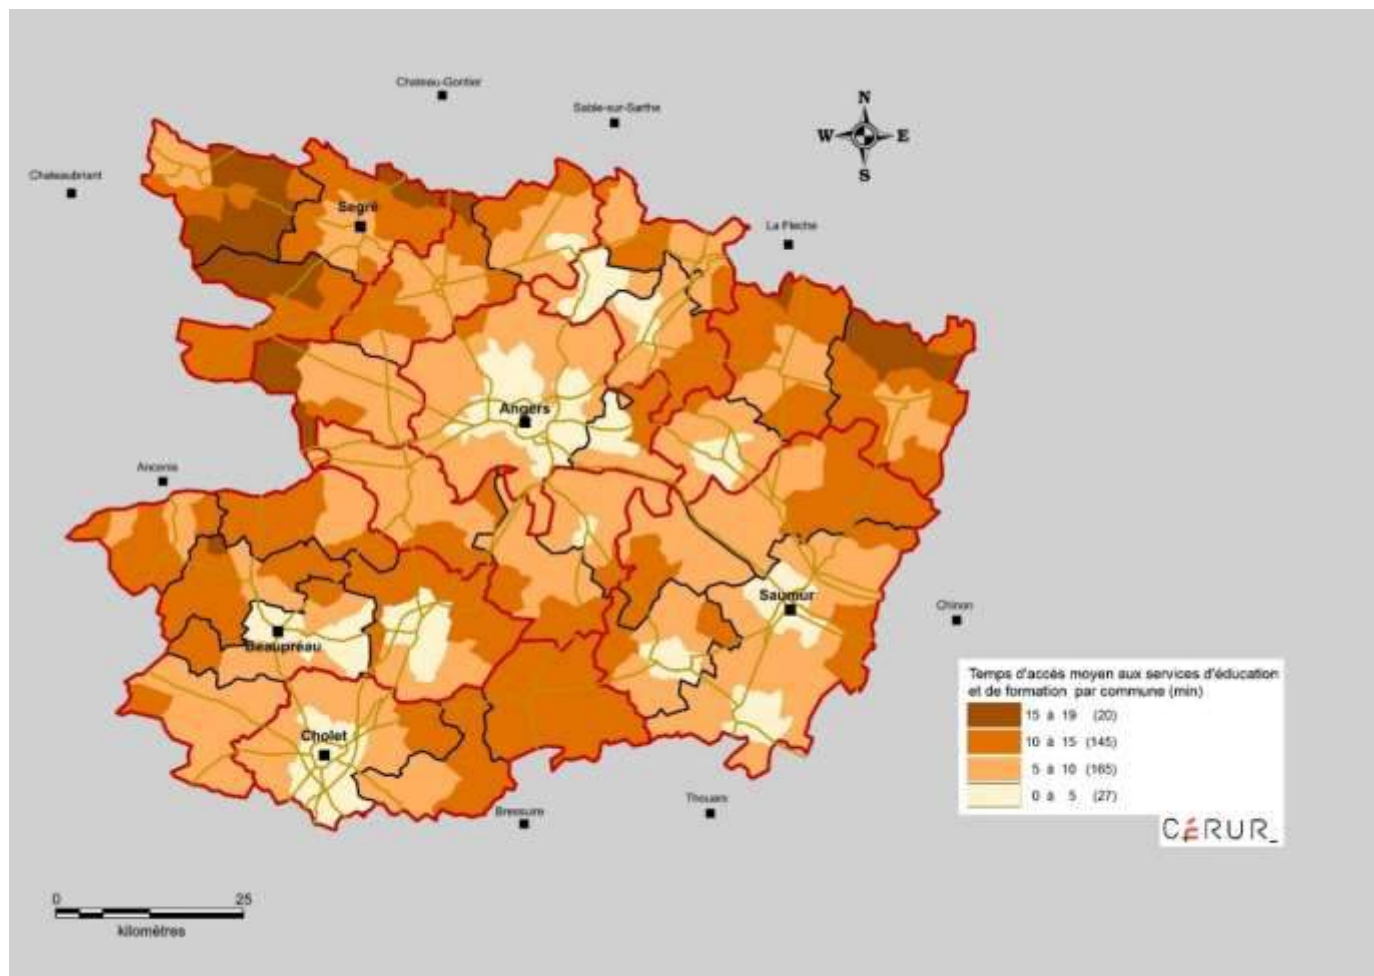 Chateau-Gontier
Sable-sur-Sarthe
N
W E
S
Chateaubriant
Segré
La Fleche
Angers
Ancenis
Saumur
Chinon
Beaupréau
Cholet
Temps d'accès moyen aux services d'éducation
et de formation par commune (min)
15 à 19 (20)
10 à 15 (145)
5 à 10 (165)
0 à 5 (27)
Thouars
Bressuire
CÉRUR_
0 25
kilomètres